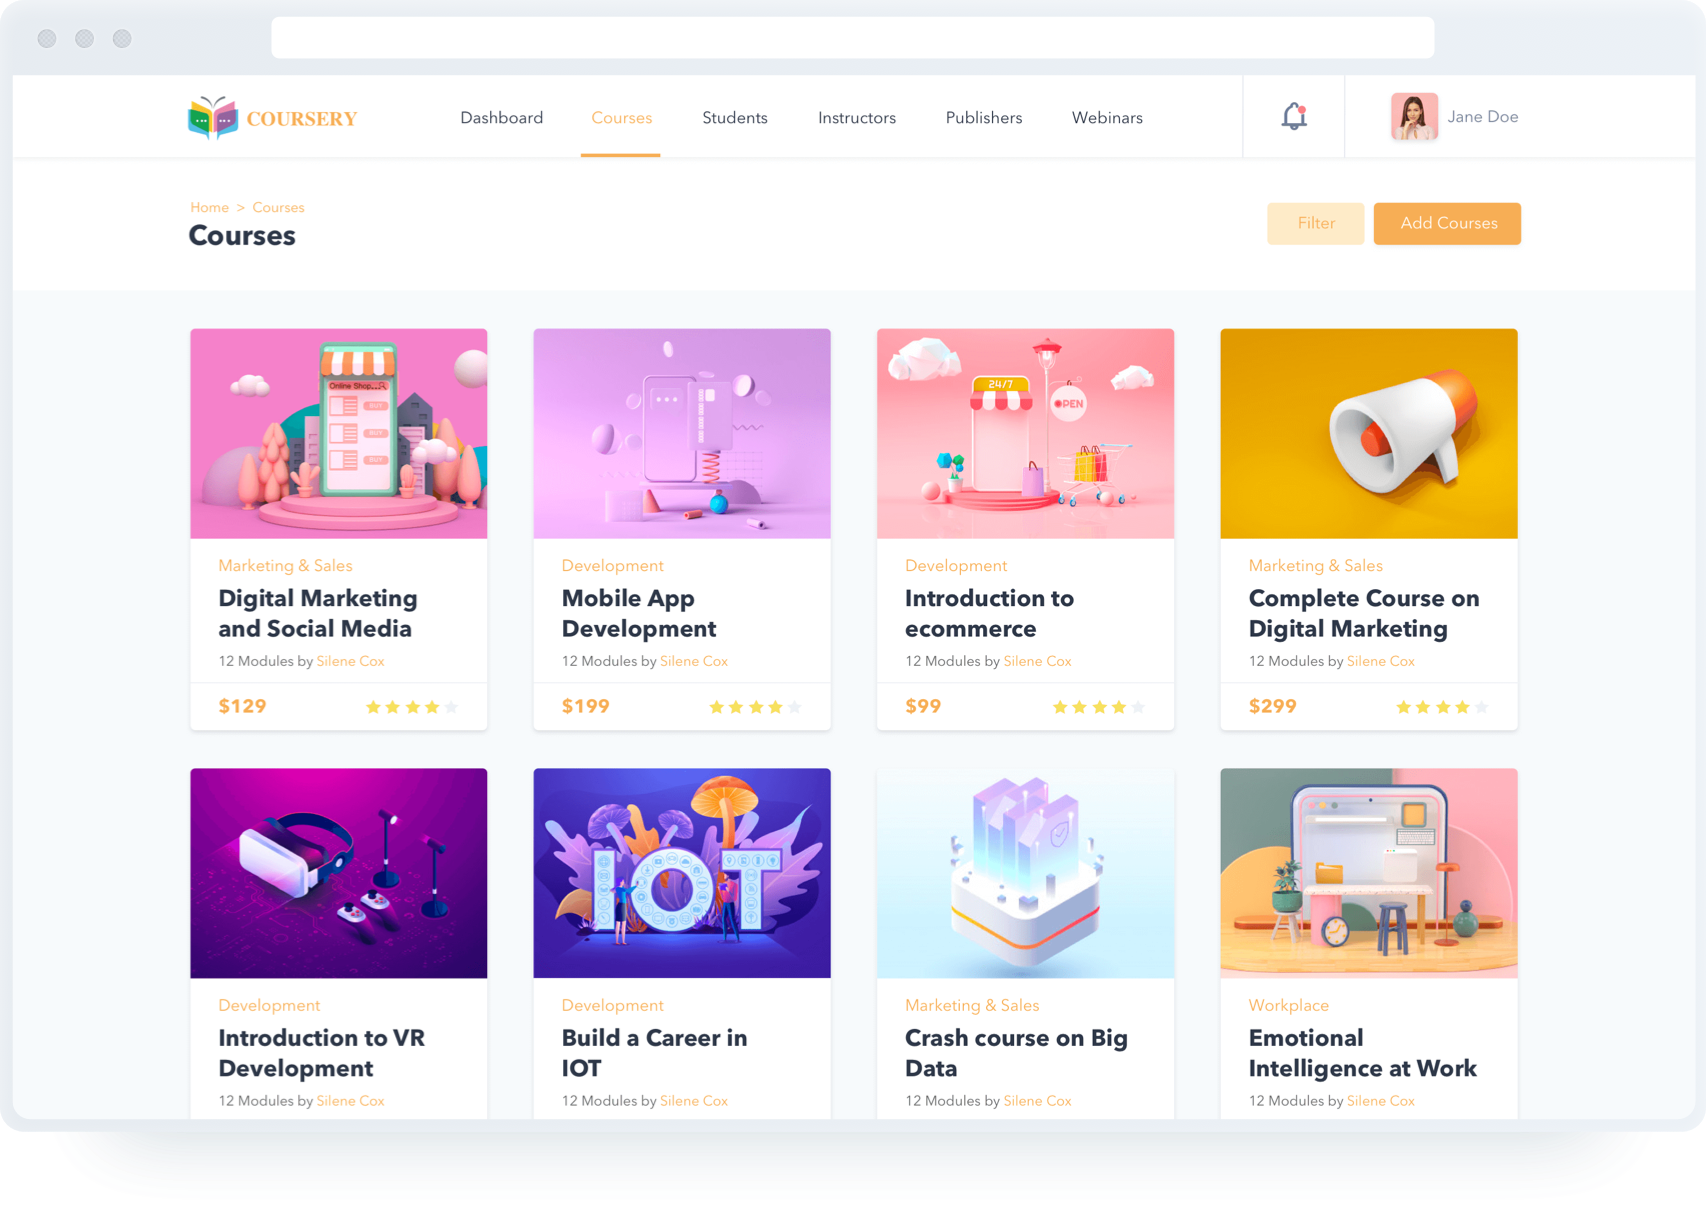 COURSERY
Dashboard
Courses
Students
Instructors
Publishers
Webinars
Jane Doe
Home > Courses
Courses
Filter
Add Courses
Online Shop...
BUY
BUY
BUY
24/7
OPEN
Marketing & Sales
Digital Marketing
and Social Media
12 Modules by Silene Cox
$129
Development
Mobile App
Development
12 Modules by Silene Cox
$199
Development
Introduction to
ecommerce
12 Modules by Silene Cox
$99
Marketing & Sales
Complete Course on
Digital Marketing
12 Modules by Silene Cox
$299
IOT
Development
Introduction to VR
Development
12 Modules by Silene Cox
Development
Build a Career in
IOT
12 Modules by Silene Cox
Marketing & Sales
Crash course on Big
Data
12 Modules by Silene Cox
Workplace
Emotional
Intelligence at Work
12 Modules by Silene Cox